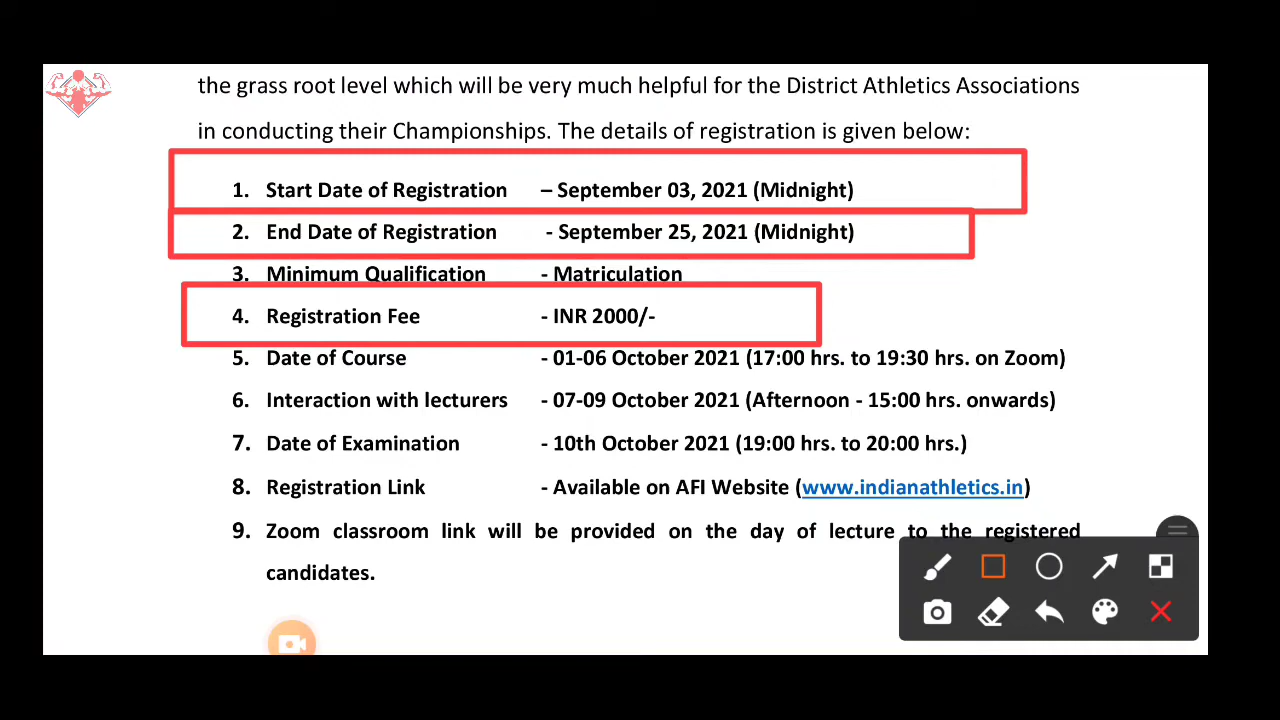 the grass root level which will be very much helpful for the District Athletics Associations
in conducting their Championships. The details of registration is given below:
1. Start Date of Registration – September 03, 2021 (Midnight)
2. End Date of Registration - September 25, 2021 (Midnight)
3. Minimum Qualification - Matriculation
4. Registration Fee - INR 2000/-
5. Date of Course - 01-06 October 2021 (17:00 hrs. to 19:30 hrs. on Zoom)
6. Interaction with lecturers - 07-09 October 2021 (Afternoon - 15:00 hrs. onwards)
7. Date of Examination - 10th October 2021 (19:00 hrs. to 20:00 hrs.)
8. Registration Link - Available on AFI Website (www.indianathletics.in)
9. Zoom classroom link will be provided on the day of lecture to the registered
candidates.